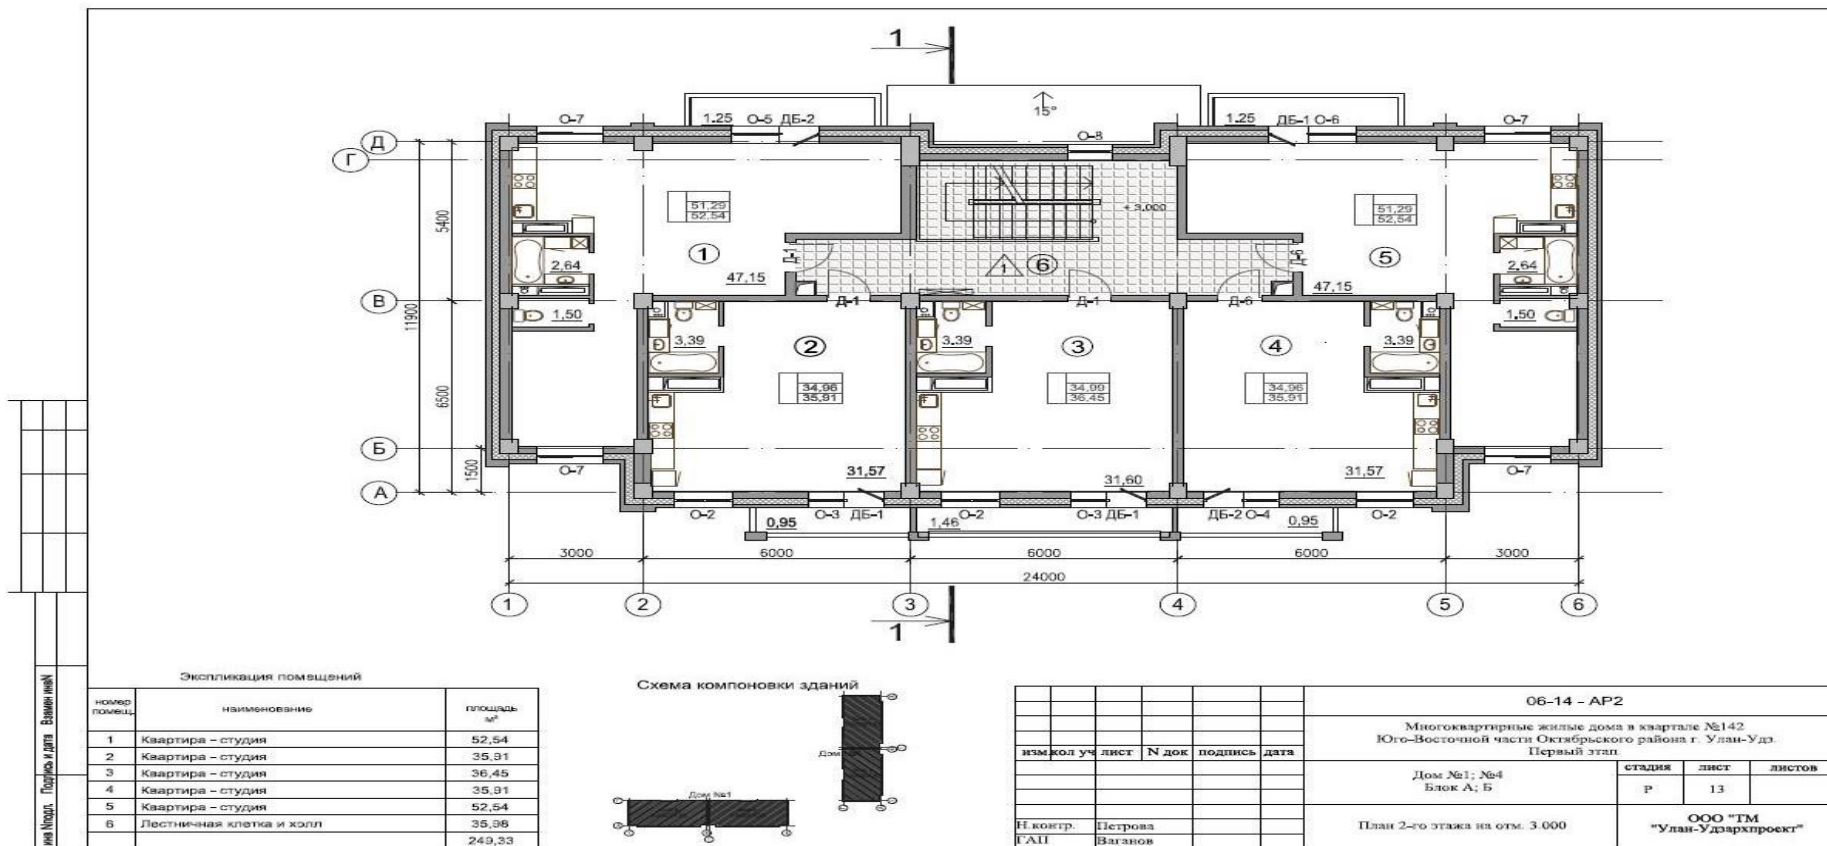 1
15°
О-7
1.25 О-5 ДБ-2
О-8
1.25 ДБ-1 О-6
О-7
Д
Г
51,29
52,54
+ 3,000
51,29
52,54
5400
1
Д-1
1
6
Д-6
5
2,64
47,15
47,15
2,64
В
Д-1
Д-1
Д-6
11900
1,50
1,50
3,39
2
3,39
3
4
3,39
34,96
35,91
34,99
36,45
34,96
35,91
6500
Б
О-7
31,57
31,60
31,57
О-7
1500
А
О-2 О-3 ДБ-1 О-2 О-3 ДБ-1 ДБ-2 О-4 О-2
0,95 1,46 0,95
3000 6000 6000 6000 3000
24000
1 2 3 4 5 6
1
Экспликация помещений
номер помещ. наименование площадь м²
1 Квартира - студия 52,54
2 Квартира - студия 35,91
3 Квартира - студия 36,45
4 Квартира - студия 35,91
5 Квартира - студия 52,54
6 Лестничная клетка и холл 35,98
249,33
Схема компоновки зданий
Дом №1
06-14 - АР2
Многоквартирные жилые дома в квартале №142
Юго-Восточной части Октябрьского района г. Улан-Удэ.
Первый этап.
изм. кол уч лист N док подпись дата
Дом №1; №4
Блок А; Б
стадия лист листов
Р 13
Н.контр. Петрова
ГАП Ваганов
План 2-го этажа на отм. 3.000
ООО "ТМ
"Улан-Удэархпроект"
Взамен инвN
Подпись и дата
инв Nподл.